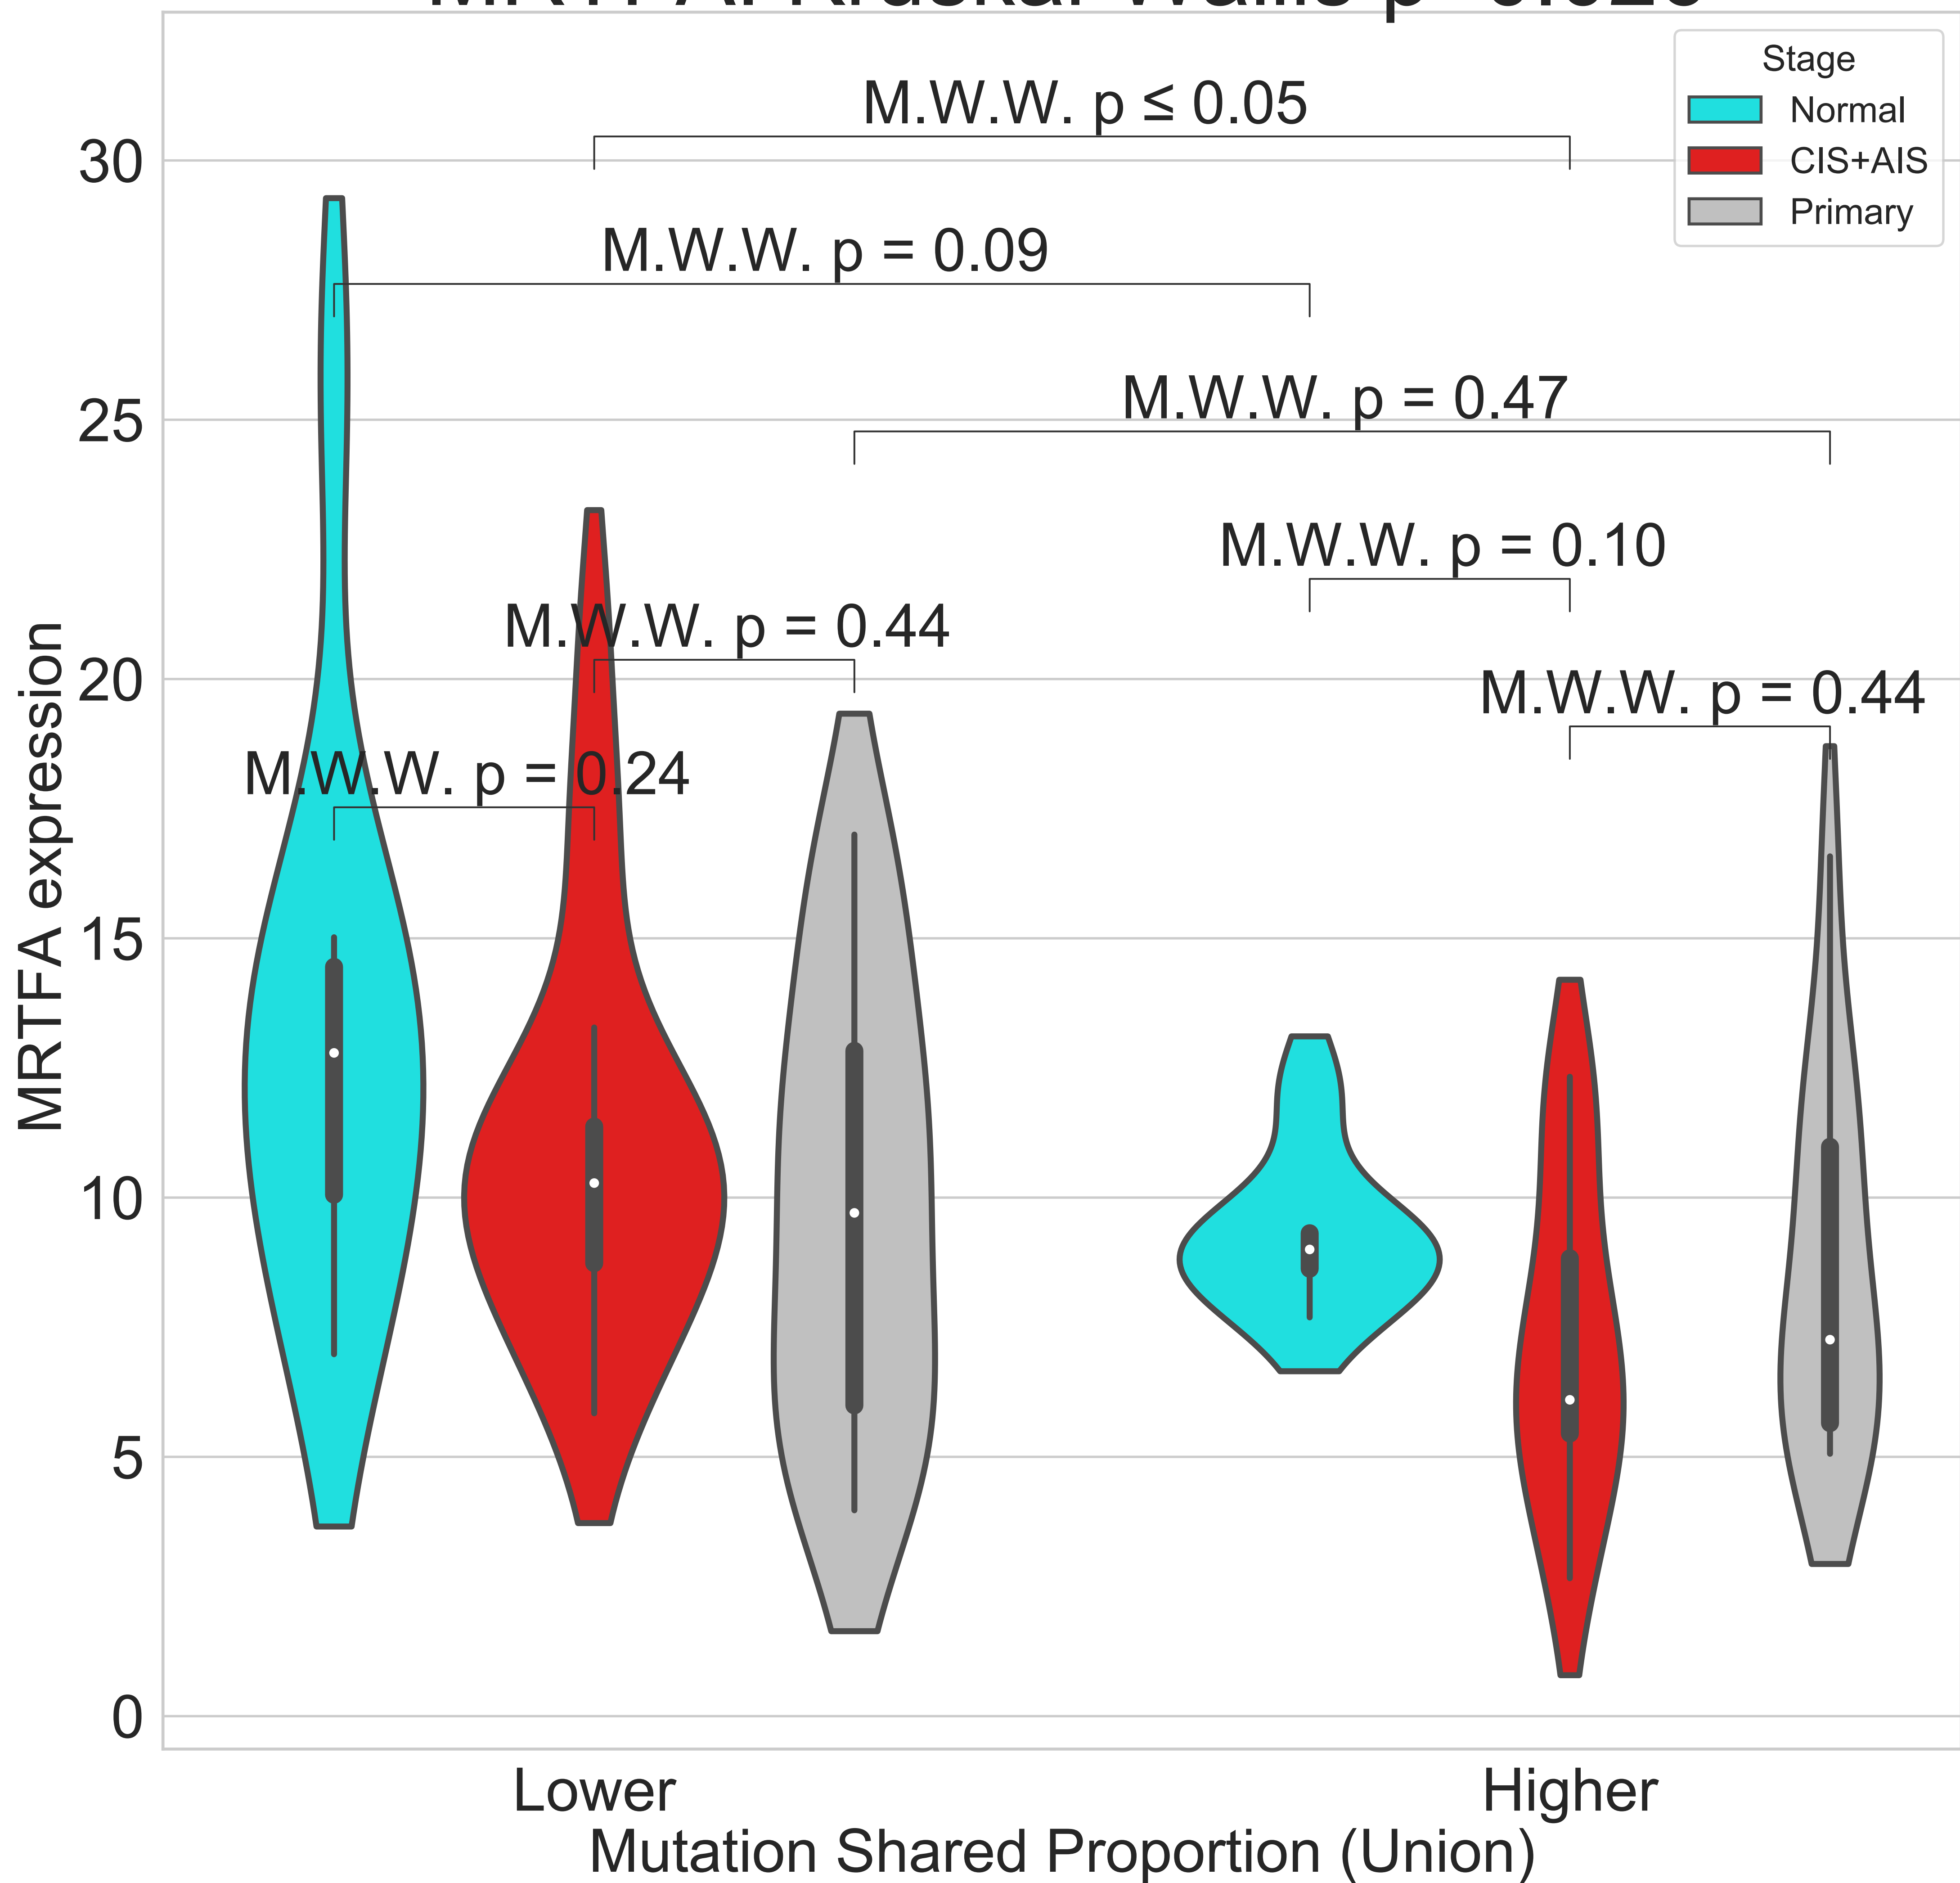 Stage
Normal
CIS+AIS
Primary
M.W.W. p ≤ 0.05
M.W.W. p = 0.09
M.W.W. p = 0.47
M.W.W. p = 0.10
M.W.W. p = 0.44
M.W.W. p = 0.44
M.W.W. p = 0.24
30
25
20
15
10
5
0
MRTFA expression
Lower
Higher
Mutation Shared Proportion (Union)